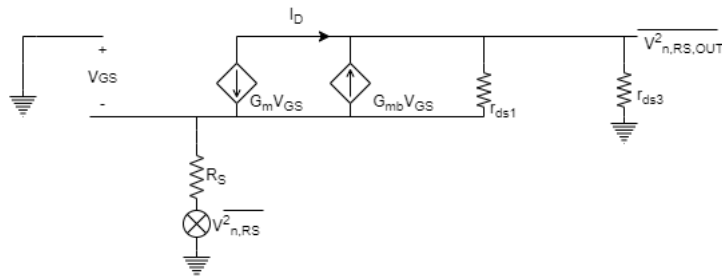 I_D
V²_n,RS,OUT
+
V_GS
-
G_mV_GS
G_mbV_GS
r_ds1
r_ds3
R_S
V²_n,RS